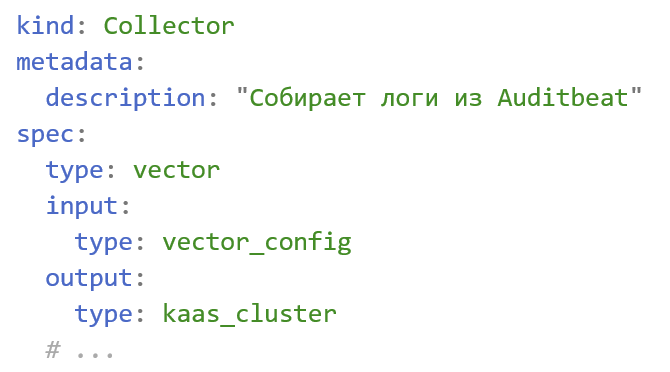 kind: Collector
metadata:
  description: "Собирает логи из Auditbeat"
spec:
  type: vector
  input:
    type: vector_config
  output:
    type: kaas_cluster
  # ...